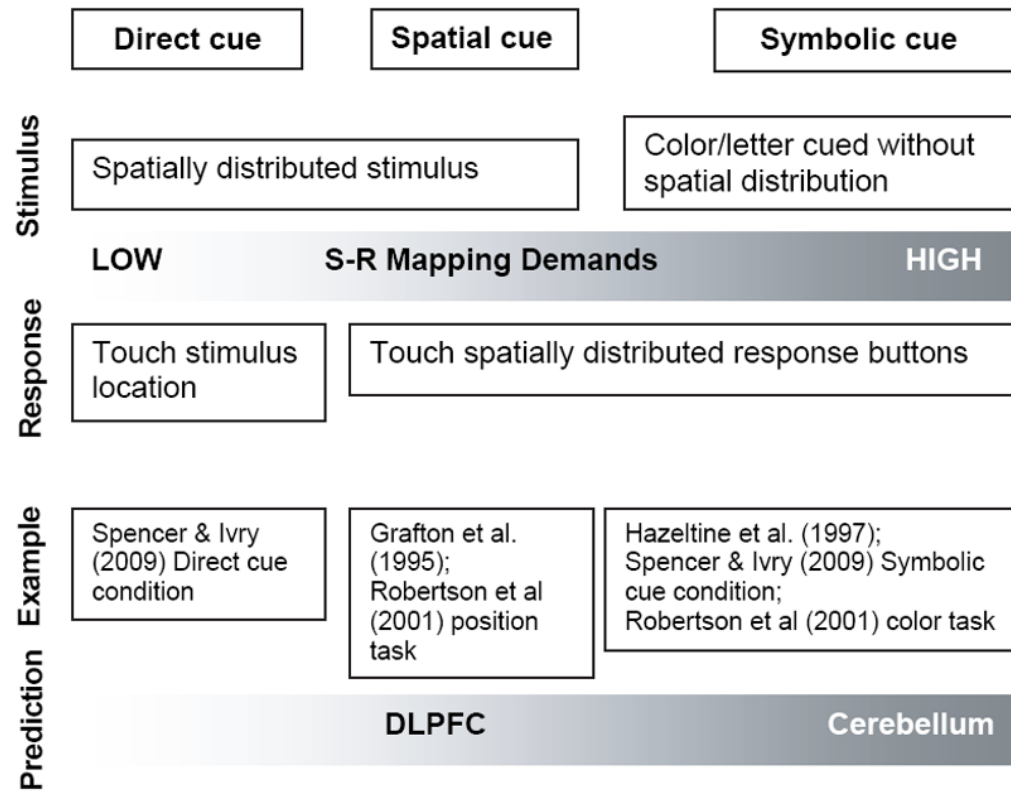 Direct cue
Spatial cue
Symbolic cue
Stimulus
Spatially distributed stimulus
Color/letter cued without
spatial distribution
LOW
S-R Mapping Demands
HIGH
Response
Touch stimulus
location
Touch spatially distributed response buttons
Example
Spencer & Ivry
(2009) Direct cue
condition
Grafton et al.
(1995);
Robertson et al
(2001) position
task
Hazeltine et al. (1997);
Spencer & Ivry (2009) Symbolic
cue condition;
Robertson et al (2001) color task
Prediction
DLPFC
Cerebellum